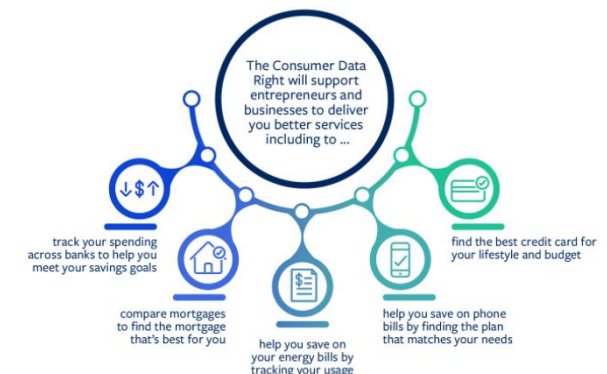 The Consumer Data
Right will support
entrepreneurs and
businesses to deliver
you better services
including to ...
$
track your spending
across banks to help you
meet your savings goals
compare mortgages
to find the mortgage
that's best for you
$
help you save on
your energy bills by
tracking your usage
help you save on phone
bills by finding the plan
that matches your needs
find the best credit card for
your lifestyle and budget